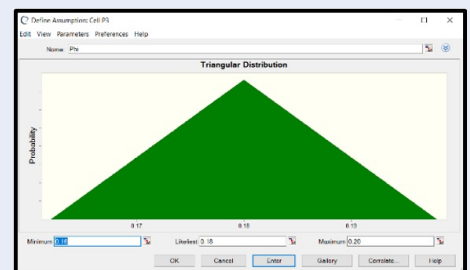 Define Assumption: Cell P3
Edit View Parameters Preferences Help
Name Phi
Triangular Distribution
Probability
0.17 0.18 0.19
Minimum 0.16 Likeliest 0.18 Maximum 0.20
OK Cancel Enter Gallery Correlate... Help